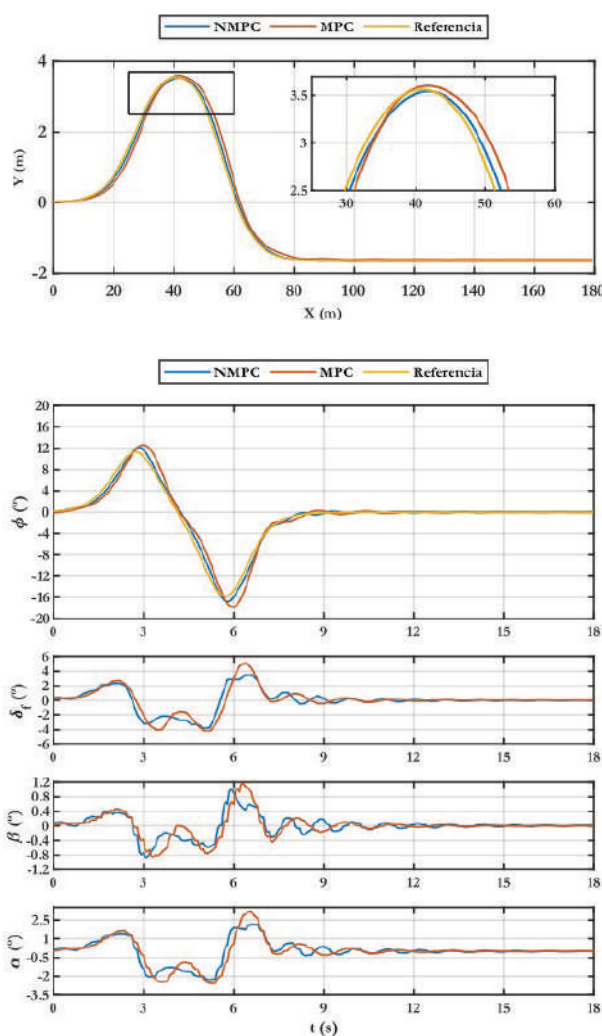 NMPC MPC Referencia
4
2
0
-2
Y (m)
3.5
3
2.5
30 40 50 60
0 20 40 60 80 100 120 140 160 180
X (m)
NMPC MPC Referencia
20
16
12
8
4
0
-4
-8
-12
-16
-20
ϕ (°)
0 3 6 9 12 15 18
6
4
2
0
-2
-4
-6
δf (°)
0 3 6 9 12 15 18
1.2
0.8
0.4
0
-0.4
-0.8
-1.2
β (°)
0 3 6 9 12 15 18
2.5
1
-0.5
-2
-3.5
α (°)
0 3 6 9 12 15 18
t (s)